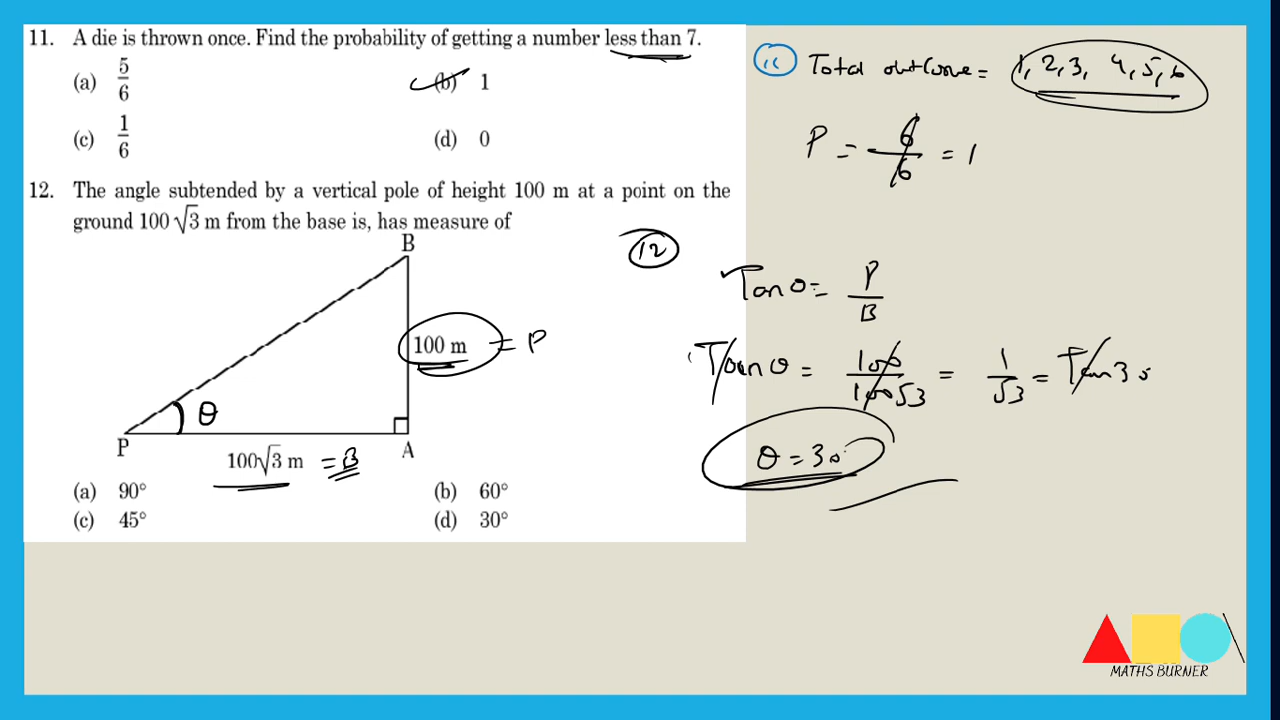 11. A die is thrown once. Find the probability of getting a number less than 7.
(a) 5/6 (b) 1
(c) 1/6 (d) 0
12. The angle subtended by a vertical pole of height 100 m at a point on the
ground 100√3 m from the base is, has measure of
B
100 m = P
θ
P
A
100√3 m = B
(a) 90° (b) 60°
(c) 45° (d) 30°
11 Total outcome = 1, 2, 3, 4, 5, 6
P = 6/6 = 1
12
Tan θ = P/B
Tan θ = 100/100√3 = 1/√3 = Tan 30
θ = 30
MATHS BURNER